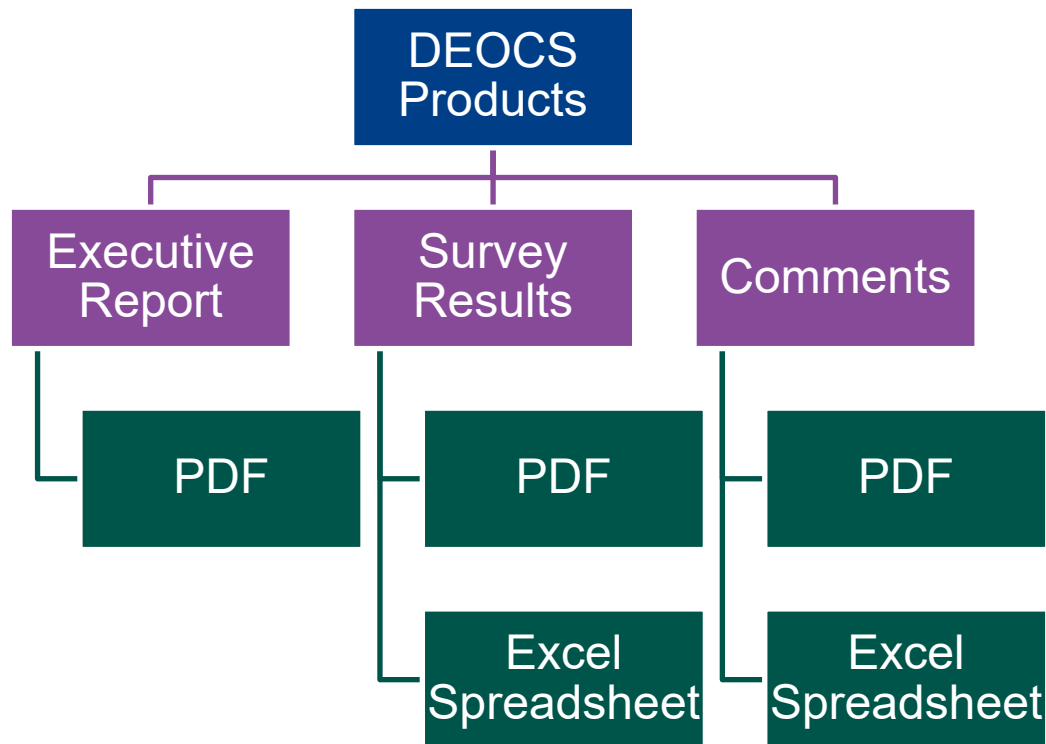 DEOCS
Products
Executive
Report
Survey
Results
Comments
PDF
PDF
PDF
Excel
Spreadsheet
Excel
Spreadsheet